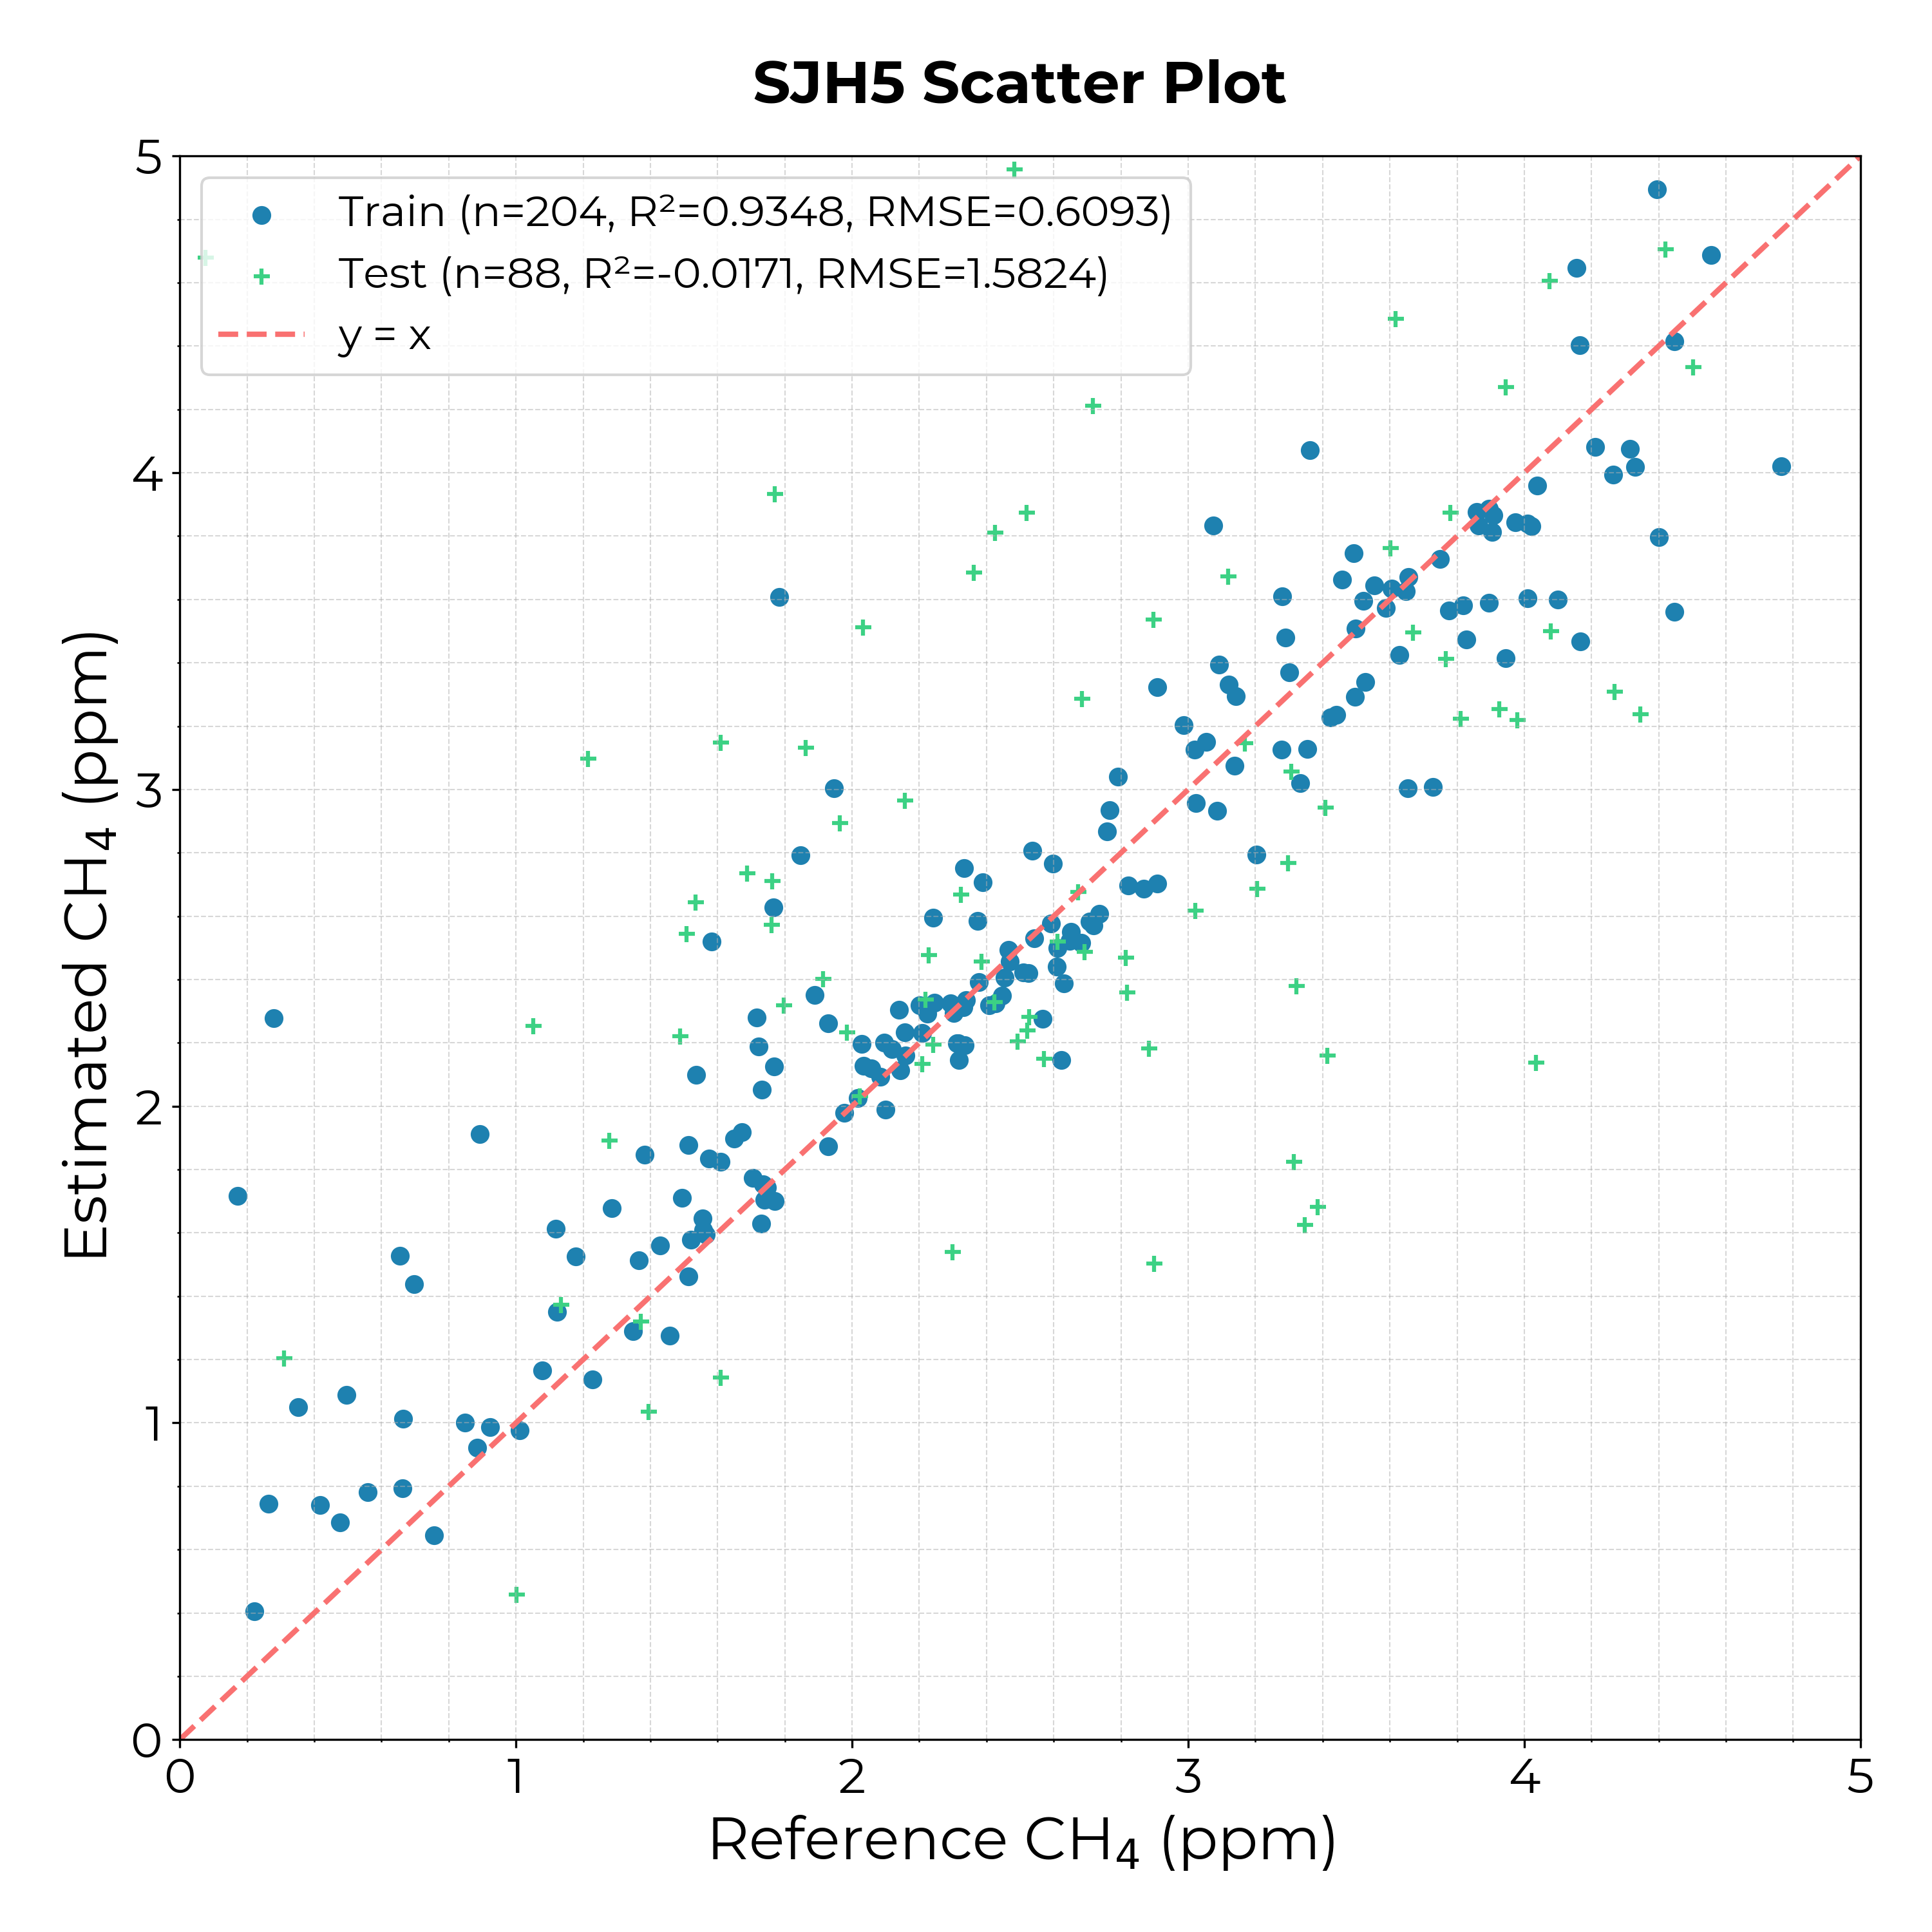 SJH5 Scatter Plot
Train (n=204, R²=0.9348, RMSE=0.6093)
Test (n=88, R²=-0.0171, RMSE=1.5824)
y = x
Estimated CH₄ (ppm)
5
4
3
2
1
0
0 1 2 3 4 5
Reference CH₄ (ppm)